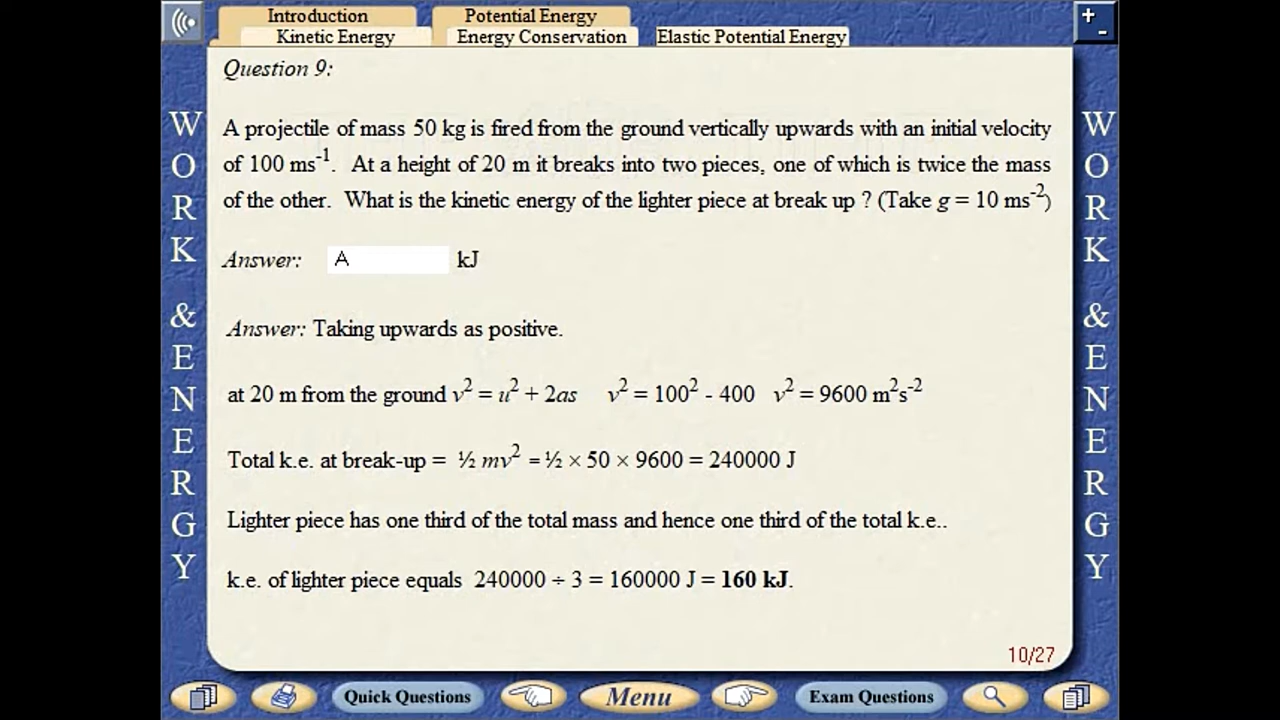 Introduction
Potential Energy
Kinetic Energy
Energy Conservation
Elastic Potential Energy
+
-
Question 9:
A projectile of mass 50 kg is fired from the ground vertically upwards with an initial velocity
of 100 ms⁻¹. At a height of 20 m it breaks into two pieces, one of which is twice the mass
of the other. What is the kinetic energy of the lighter piece at break up ? (Take g = 10 ms⁻²)
Answer: A kJ
Answer: Taking upwards as positive.
at 20 m from the ground v² = u² + 2as v² = 100² - 400 v² = 9600 m²s⁻²
Total k.e. at break-up = ½ mv² = ½ × 50 × 9600 = 240000 J
Lighter piece has one third of the total mass and hence one third of the total k.e..
k.e. of lighter piece equals 240000 ÷ 3 = 160000 J = 160 kJ.
10/27
WORK & ENERGY
WORK & ENERGY
Quick Questions
Menu
Exam Questions